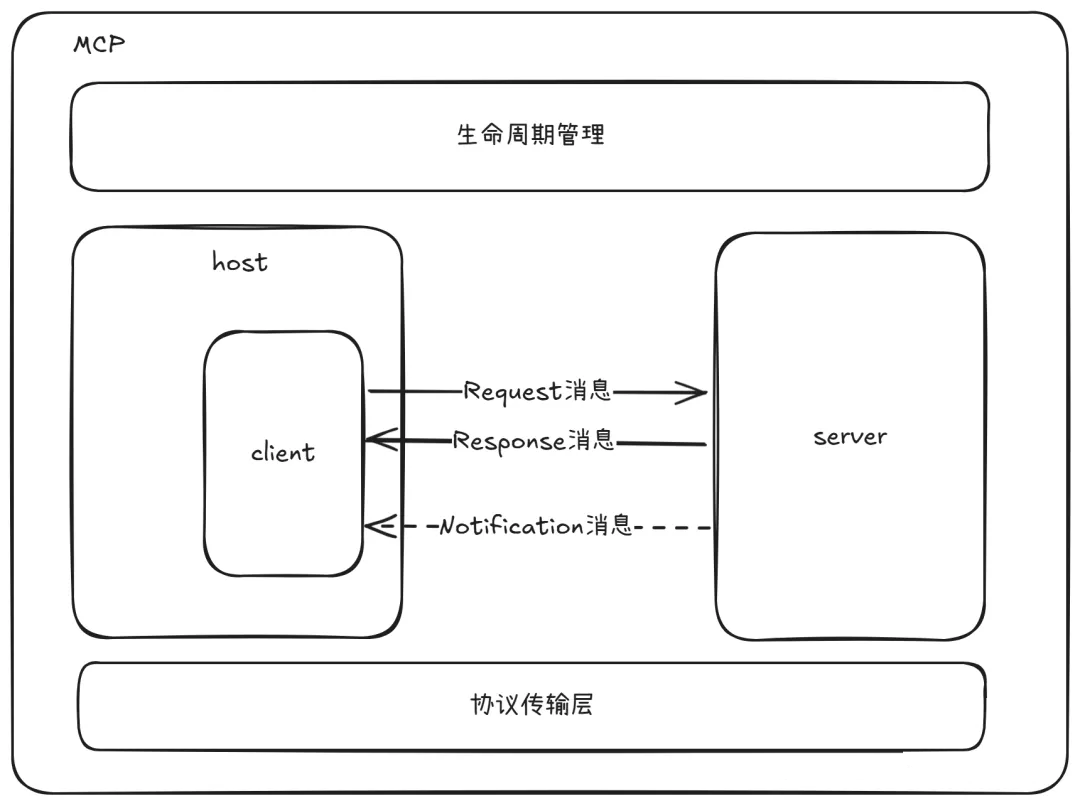 MCP
生命周期管理
host
Request消息
Response消息
client
server
Notification消息
协议传输层